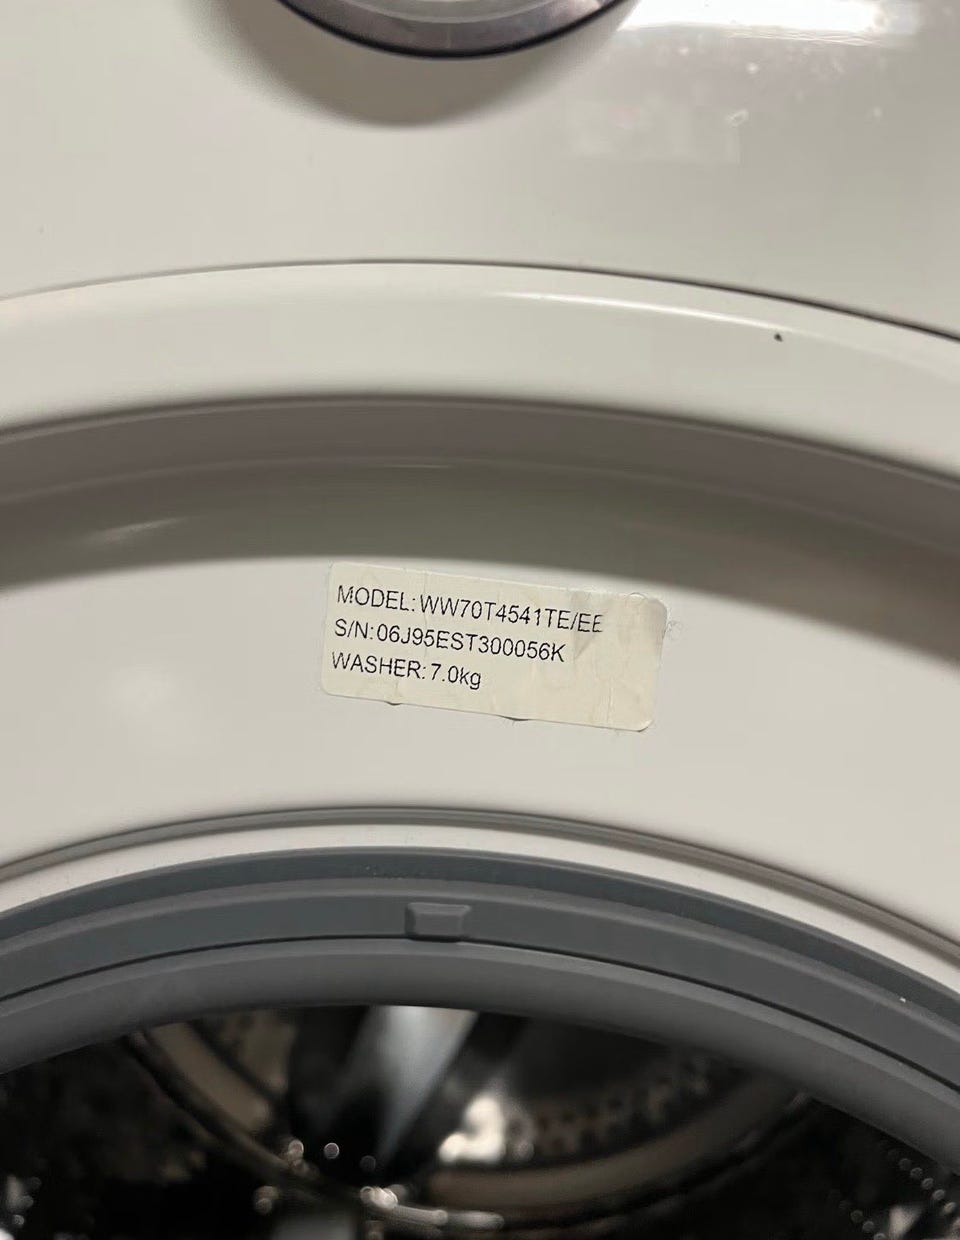 MODEL: WW70T4541TE/EE
S/N: 06J95EST300056K
WASHER: 7.0kg